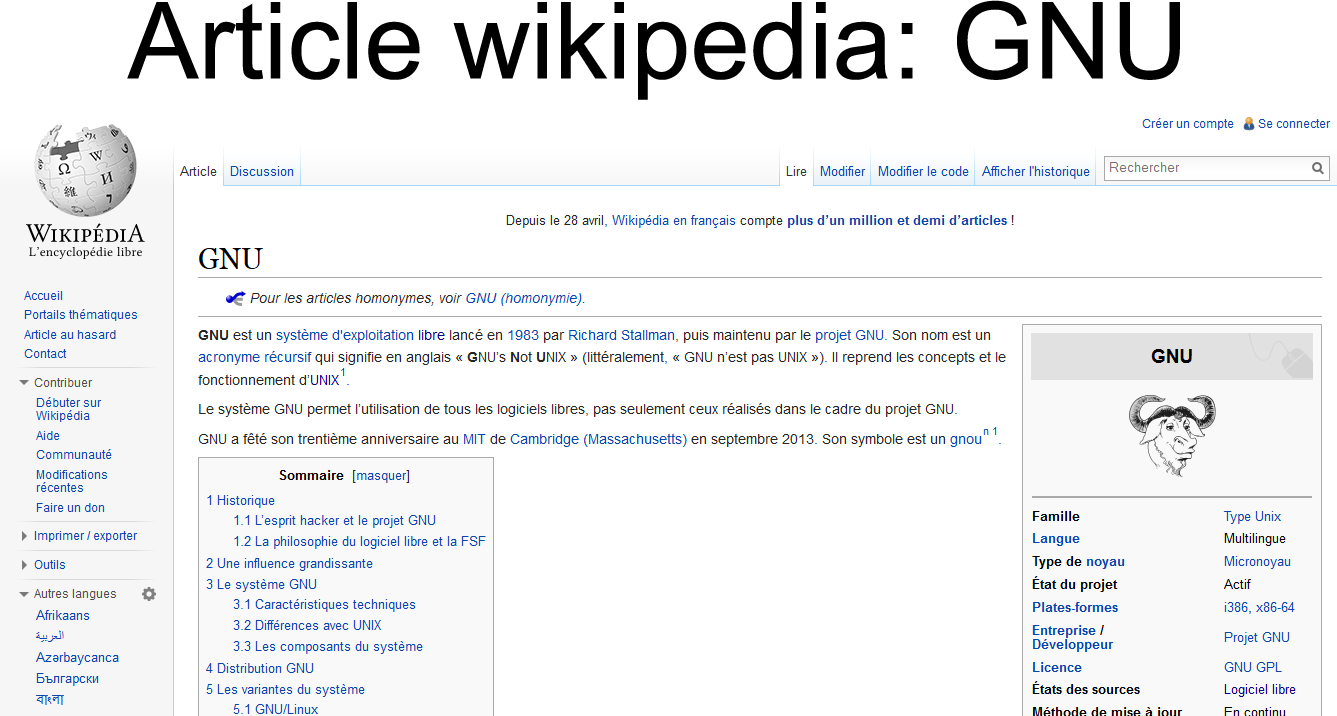 Article wikipedia: GNU
Créer un compte Se connecter
Article Discussion Lire Modifier Modifier le code Afficher l'historique Rechercher
WIKIPÉDIA
L'encyclopédie libre
Accueil
Portails thématiques
Article au hasard
Contact
Contribuer
Débuter sur
Wikipédia
Aide
Communauté
Modifications
récentes
Faire un don
Imprimer / exporter
Outils
Autres langues
Afrikaans
العربية
Azərbaycanca
Български
বাংলা
Depuis le 28 avril, Wikipédia en français compte plus d’un million et demi d’articles !
GNU
Pour les articles homonymes, voir GNU (homonymie).
GNU est un système d'exploitation libre lancé en 1983 par Richard Stallman, puis maintenu par le projet GNU. Son nom est un
acronyme récursif qui signifie en anglais « GNU’s Not UNIX » (littéralement, « GNU n’est pas UNIX »). Il reprend les concepts et le
fonctionnement d’UNIX1.
Le système GNU permet l’utilisation de tous les logiciels libres, pas seulement ceux réalisés dans le cadre du projet GNU.
GNU a fêté son trentième anniversaire au MIT de Cambridge (Massachusetts) en septembre 2013. Son symbole est un gnou n 1.
Sommaire [masquer]
1 Historique
1.1 L’esprit hacker et le projet GNU
1.2 La philosophie du logiciel libre et la FSF
2 Une influence grandissante
3 Le système GNU
3.1 Caractéristiques techniques
3.2 Différences avec UNIX
3.3 Les composants du système
4 Distribution GNU
5 Les variantes du système
5.1 GNU/Linux
GNU
Famille Type Unix
Langue Multilingue
Type de noyau Micronoyau
État du projet Actif
Plates-formes i386, x86-64
Entreprise /
Développeur Projet GNU
Licence GNU GPL
États des sources Logiciel libre
Méthode de mise à jour En continu